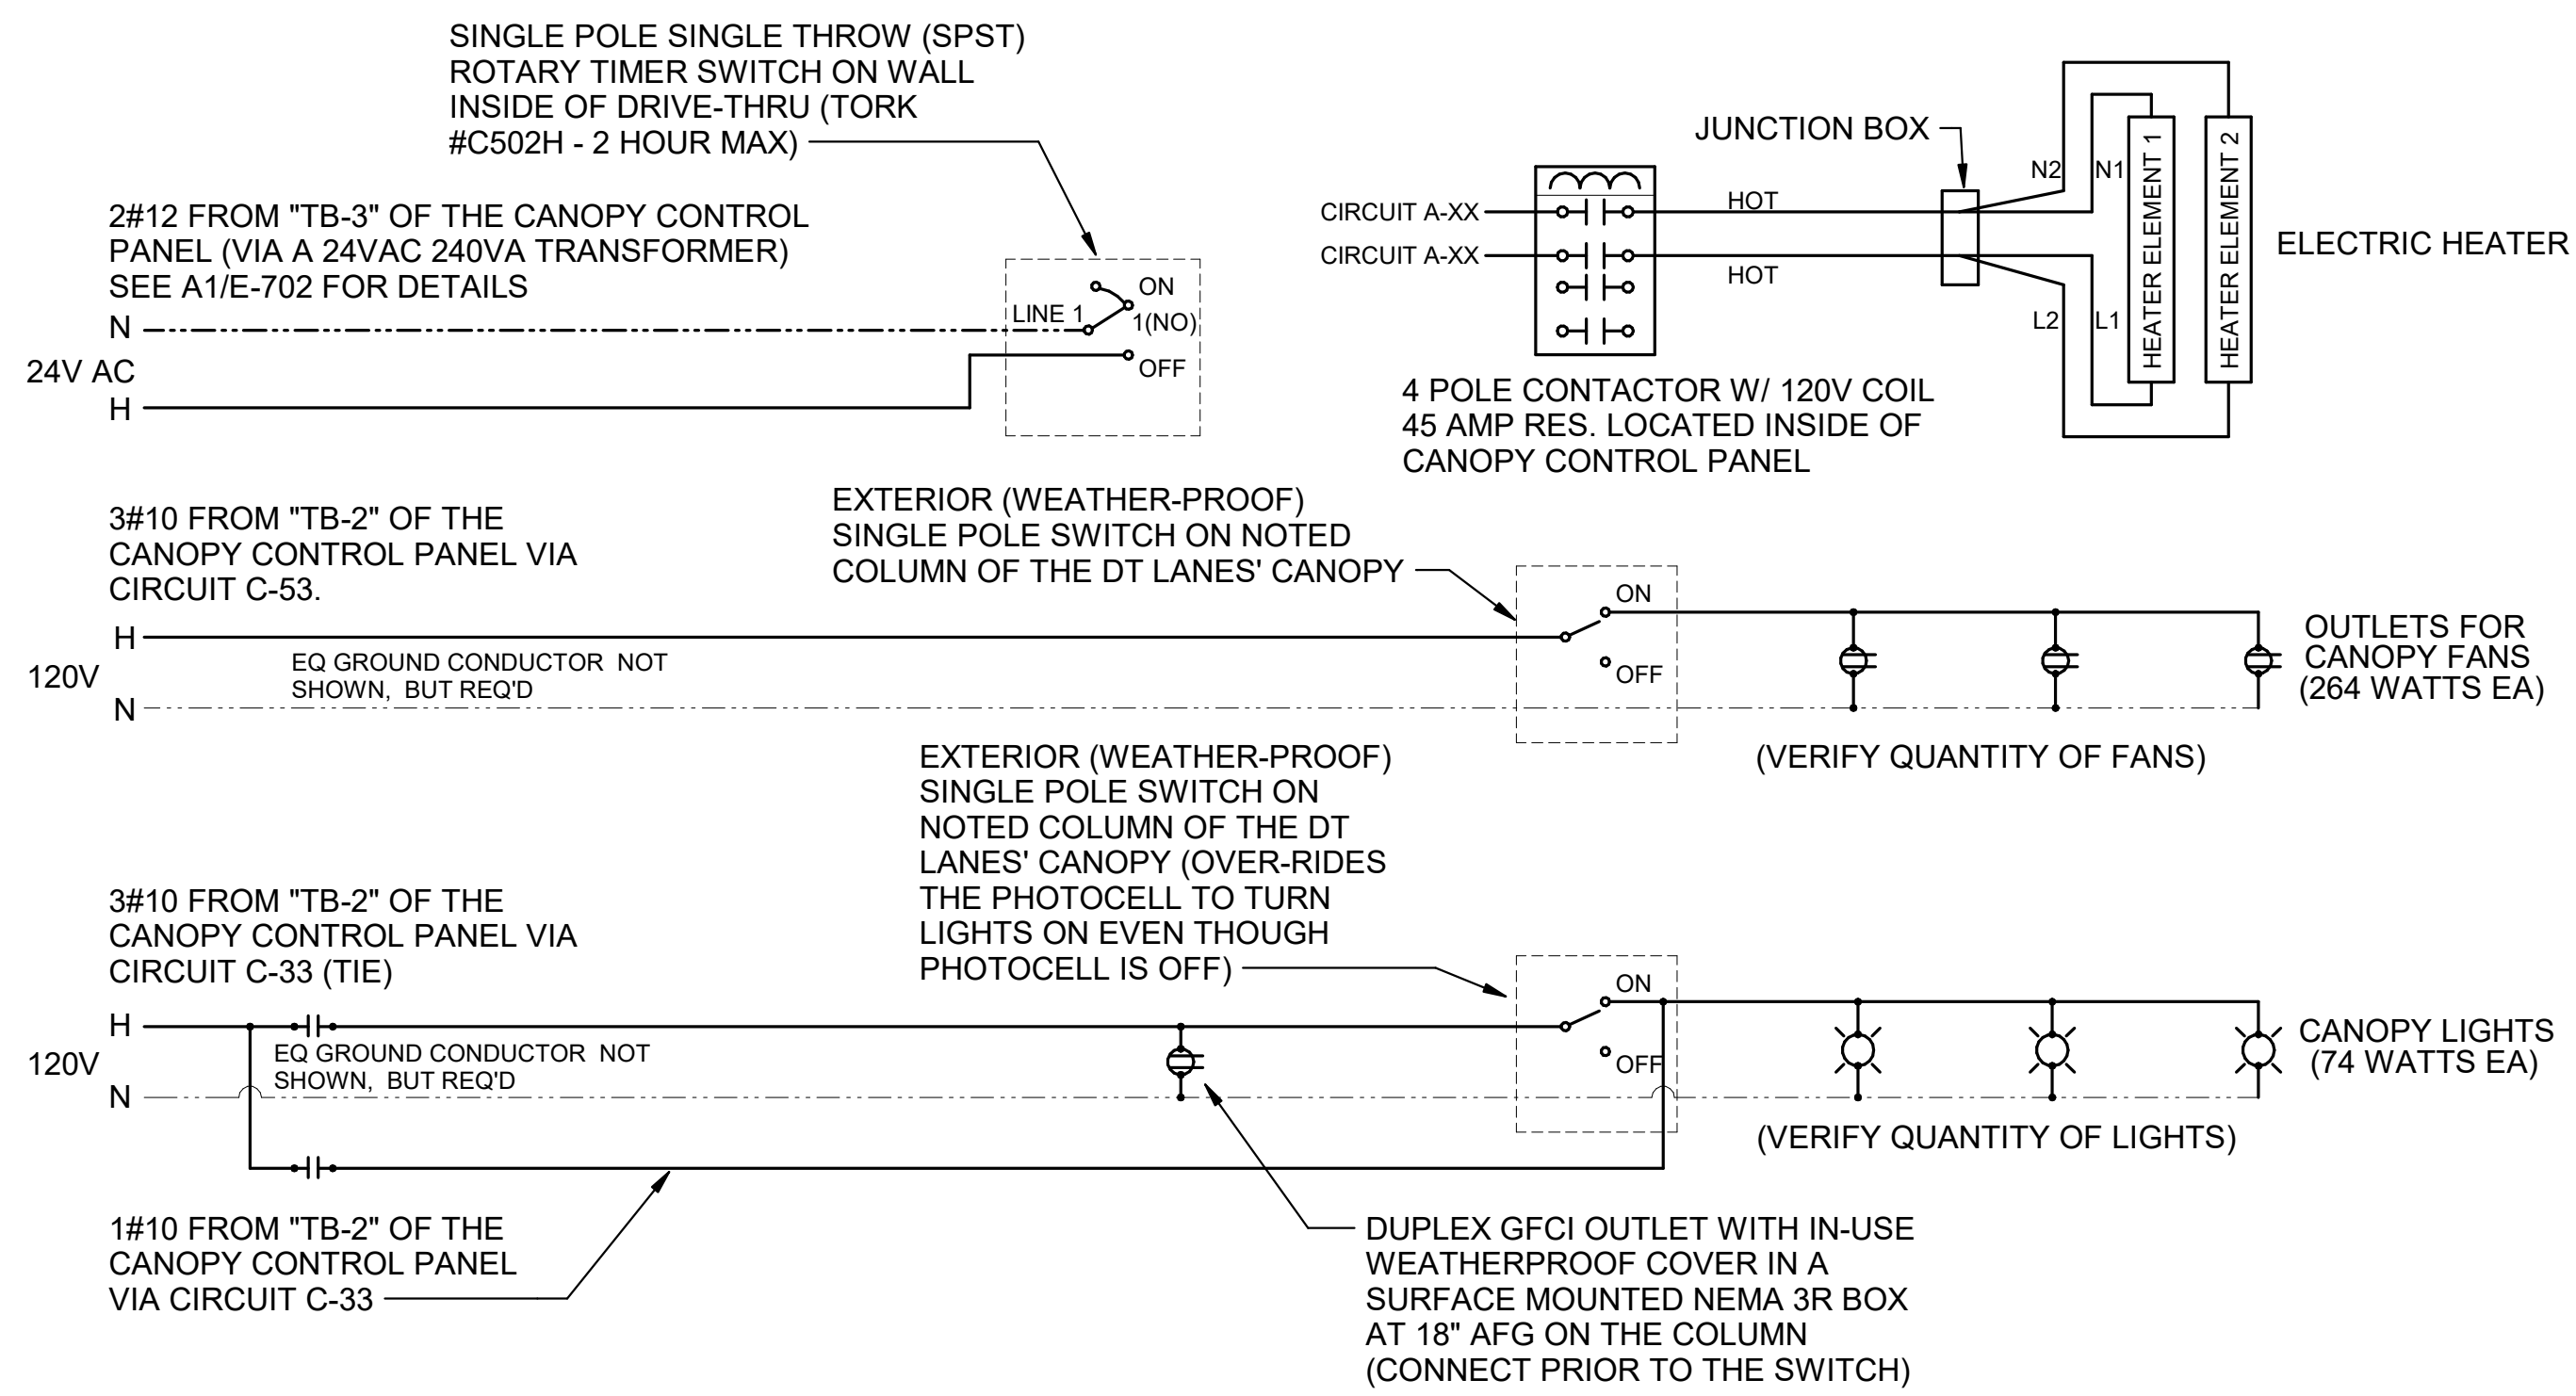 SINGLE POLE SINGLE THROW (SPST)
ROTARY TIMER SWITCH ON WALL
INSIDE OF DRIVE-THRU (TORK
#C502H - 2 HOUR MAX)
2#12 FROM "TB-3" OF THE CANOPY CONTROL
PANEL (VIA A 24VAC 240VA TRANSFORMER)
SEE A1/E-702 FOR DETAILS
N
24V AC
H
LINE 1
ON
1(NO)
OFF
JUNCTION BOX
CIRCUIT A-XX
CIRCUIT A-XX
HOT
HOT
N2
N1
L2
L1
HEATER ELEMENT 1
HEATER ELEMENT 2
ELECTRIC HEATER
4 POLE CONTACTOR W/ 120V COIL
45 AMP RES. LOCATED INSIDE OF
CANOPY CONTROL PANEL
3#10 FROM "TB-2" OF THE
CANOPY CONTROL PANEL VIA
CIRCUIT C-53.
EXTERIOR (WEATHER-PROOF)
SINGLE POLE SWITCH ON NOTED
COLUMN OF THE DT LANES' CANOPY
H
120V
N
EQ GROUND CONDUCTOR NOT
SHOWN, BUT REQ'D
ON
OFF
OUTLETS FOR
CANOPY FANS
(264 WATTS EA)
(VERIFY QUANTITY OF FANS)
EXTERIOR (WEATHER-PROOF)
SINGLE POLE SWITCH ON
NOTED COLUMN OF THE DT
LANES' CANOPY (OVER-RIDES
THE PHOTOCELL TO TURN
LIGHTS ON EVEN THOUGH
PHOTOCELL IS OFF)
3#10 FROM "TB-2" OF THE
CANOPY CONTROL PANEL VIA
CIRCUIT C-33 (TIE)
H
120V
N
EQ GROUND CONDUCTOR NOT
SHOWN, BUT REQ'D
ON
OFF
CANOPY LIGHTS
(74 WATTS EA)
(VERIFY QUANTITY OF LIGHTS)
1#10 FROM "TB-2" OF THE
CANOPY CONTROL PANEL
VIA CIRCUIT C-33
DUPLEX GFCI OUTLET WITH IN-USE
WEATHERPROOF COVER IN A
SURFACE MOUNTED NEMA 3R BOX
AT 18" AFG ON THE COLUMN
(CONNECT PRIOR TO THE SWITCH)